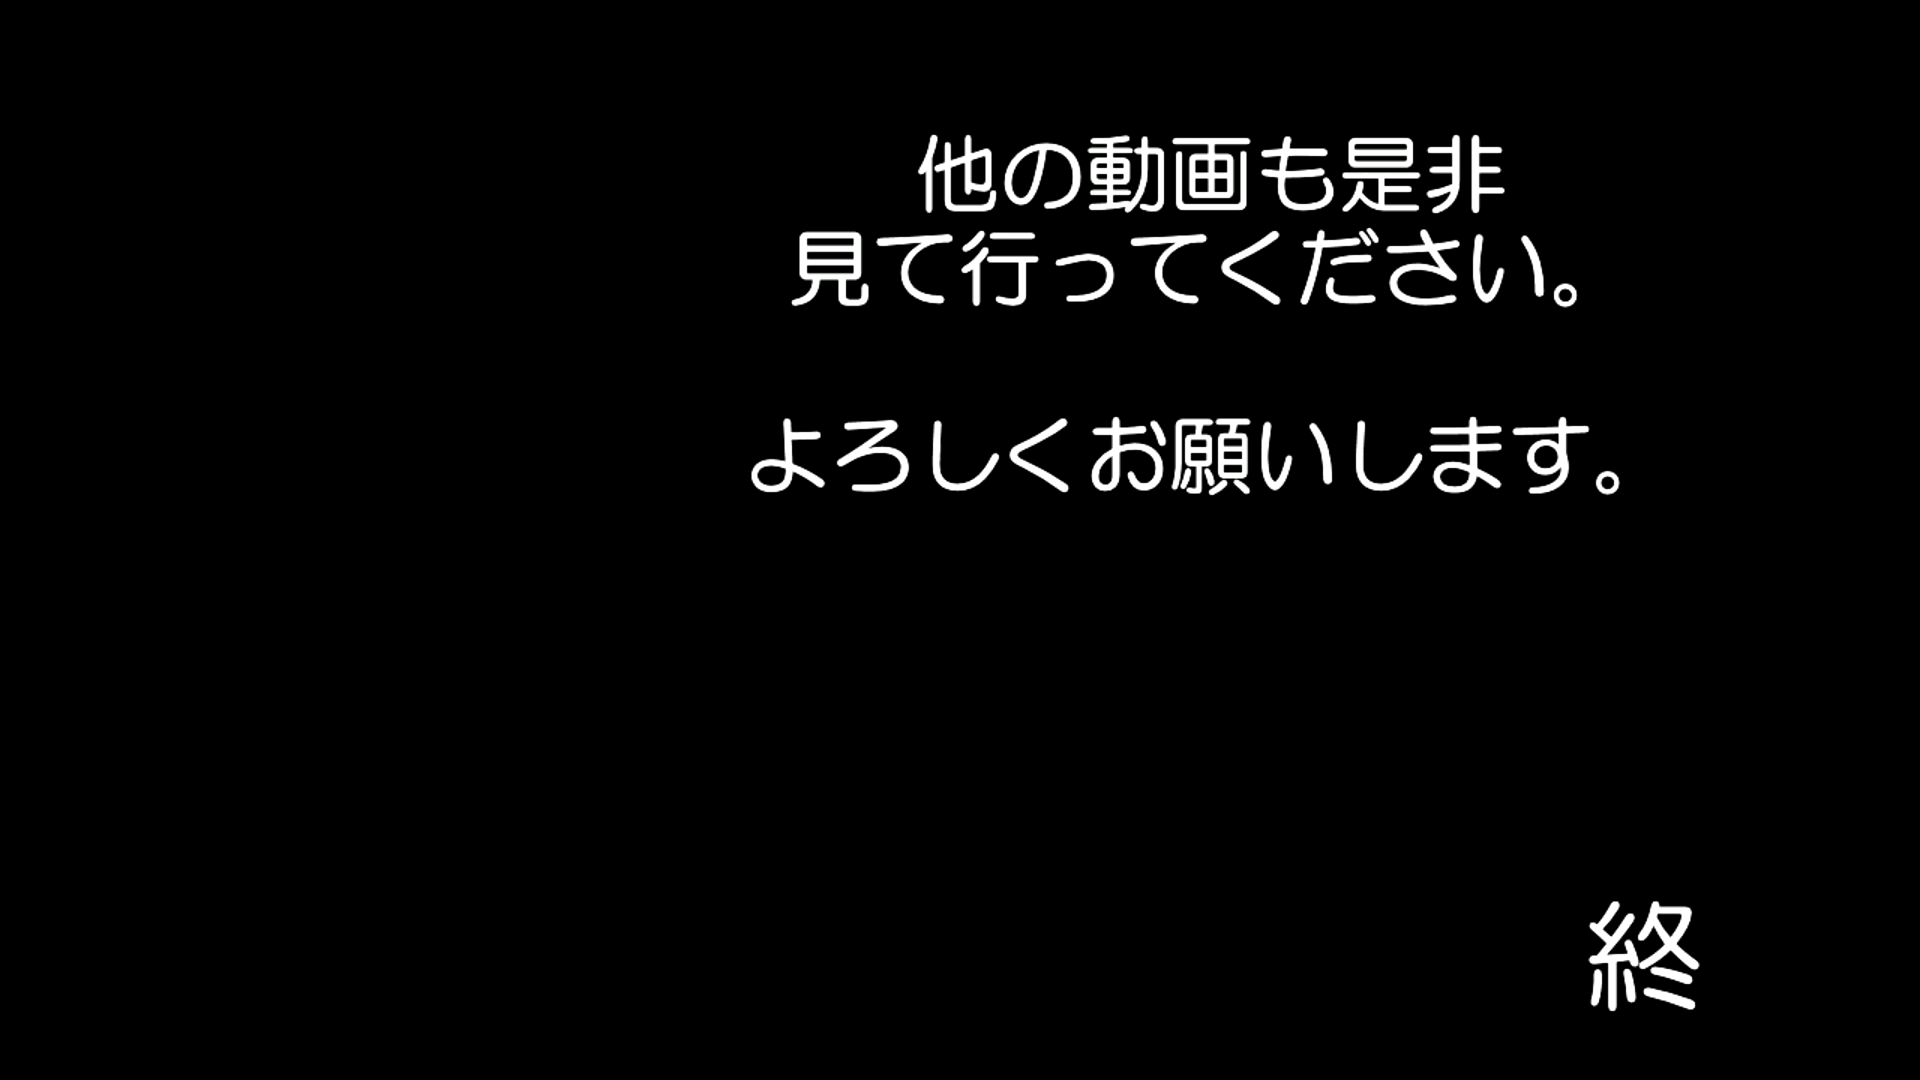 他の動画も是非
見て行ってください。
よろしくお願いします。
終